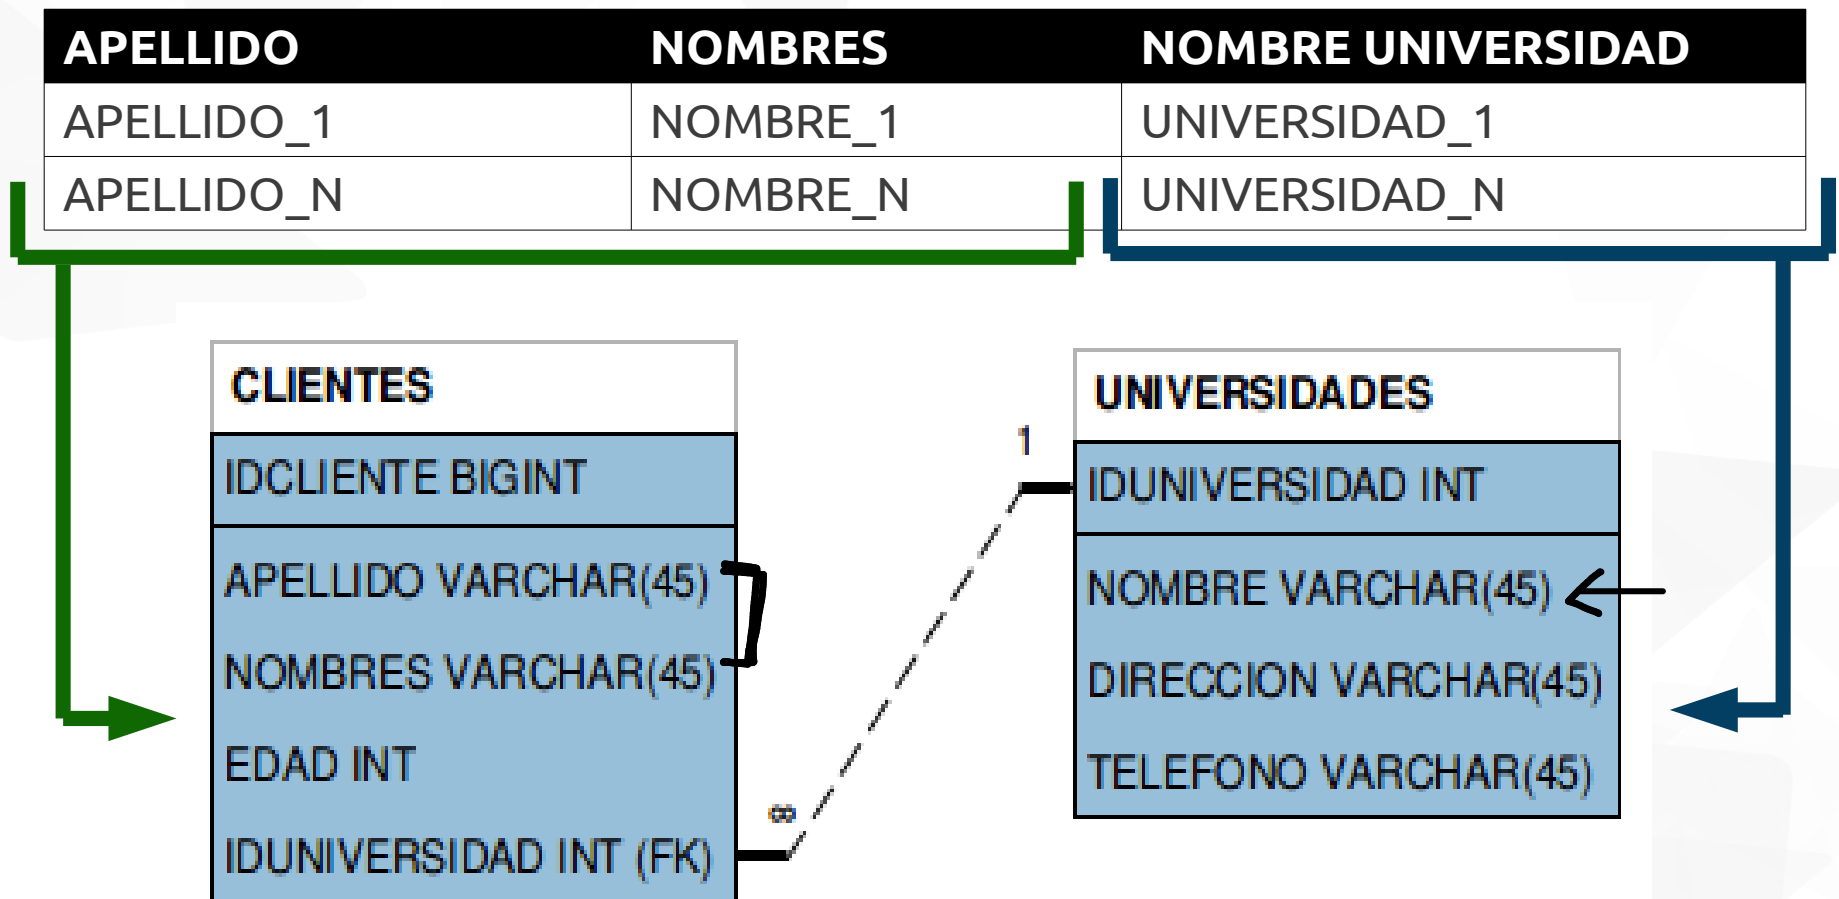 APELLIDO NOMBRES NOMBRE UNIVERSIDAD
APELLIDO_1 NOMBRE_1 UNIVERSIDAD_1
APELLIDO_N NOMBRE_N UNIVERSIDAD_N
CLIENTES
IDCLIENTE BIGINT
APELLIDO VARCHAR(45)
NOMBRES VARCHAR(45)
EDAD INT
IDUNIVERSIDAD INT (FK)
∞
1
UNIVERSIDADES
IDUNIVERSIDAD INT
NOMBRE VARCHAR(45)
DIRECCION VARCHAR(45)
TELEFONO VARCHAR(45)